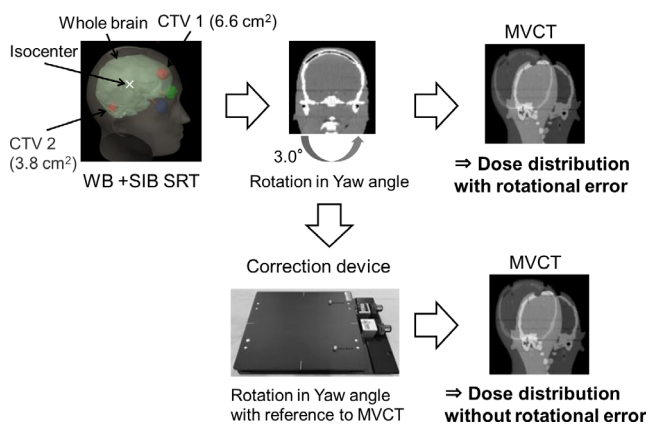 Whole brain
CTV 1 (6.6 cm²)
Isocenter
CTV 2
(3.8 cm²)
WB +SIB SRT
3.0°
Rotation in Yaw angle
MVCT
⇒ Dose distribution
with rotational error
Correction device
Rotation in Yaw angle
with reference to MVCT
MVCT
⇒ Dose distribution
without rotational error